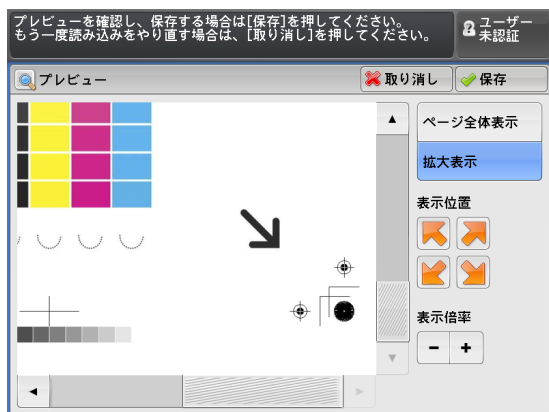 プレビューを確認し、保存する場合は[保存]を押してください。
もう一度読み込みをやり直す場合は、[取り消し]を押してください。
ユーザー
未認証
プレビュー
取り消し
保存
ページ全体表示
拡大表示
表示位置
表示倍率
- +